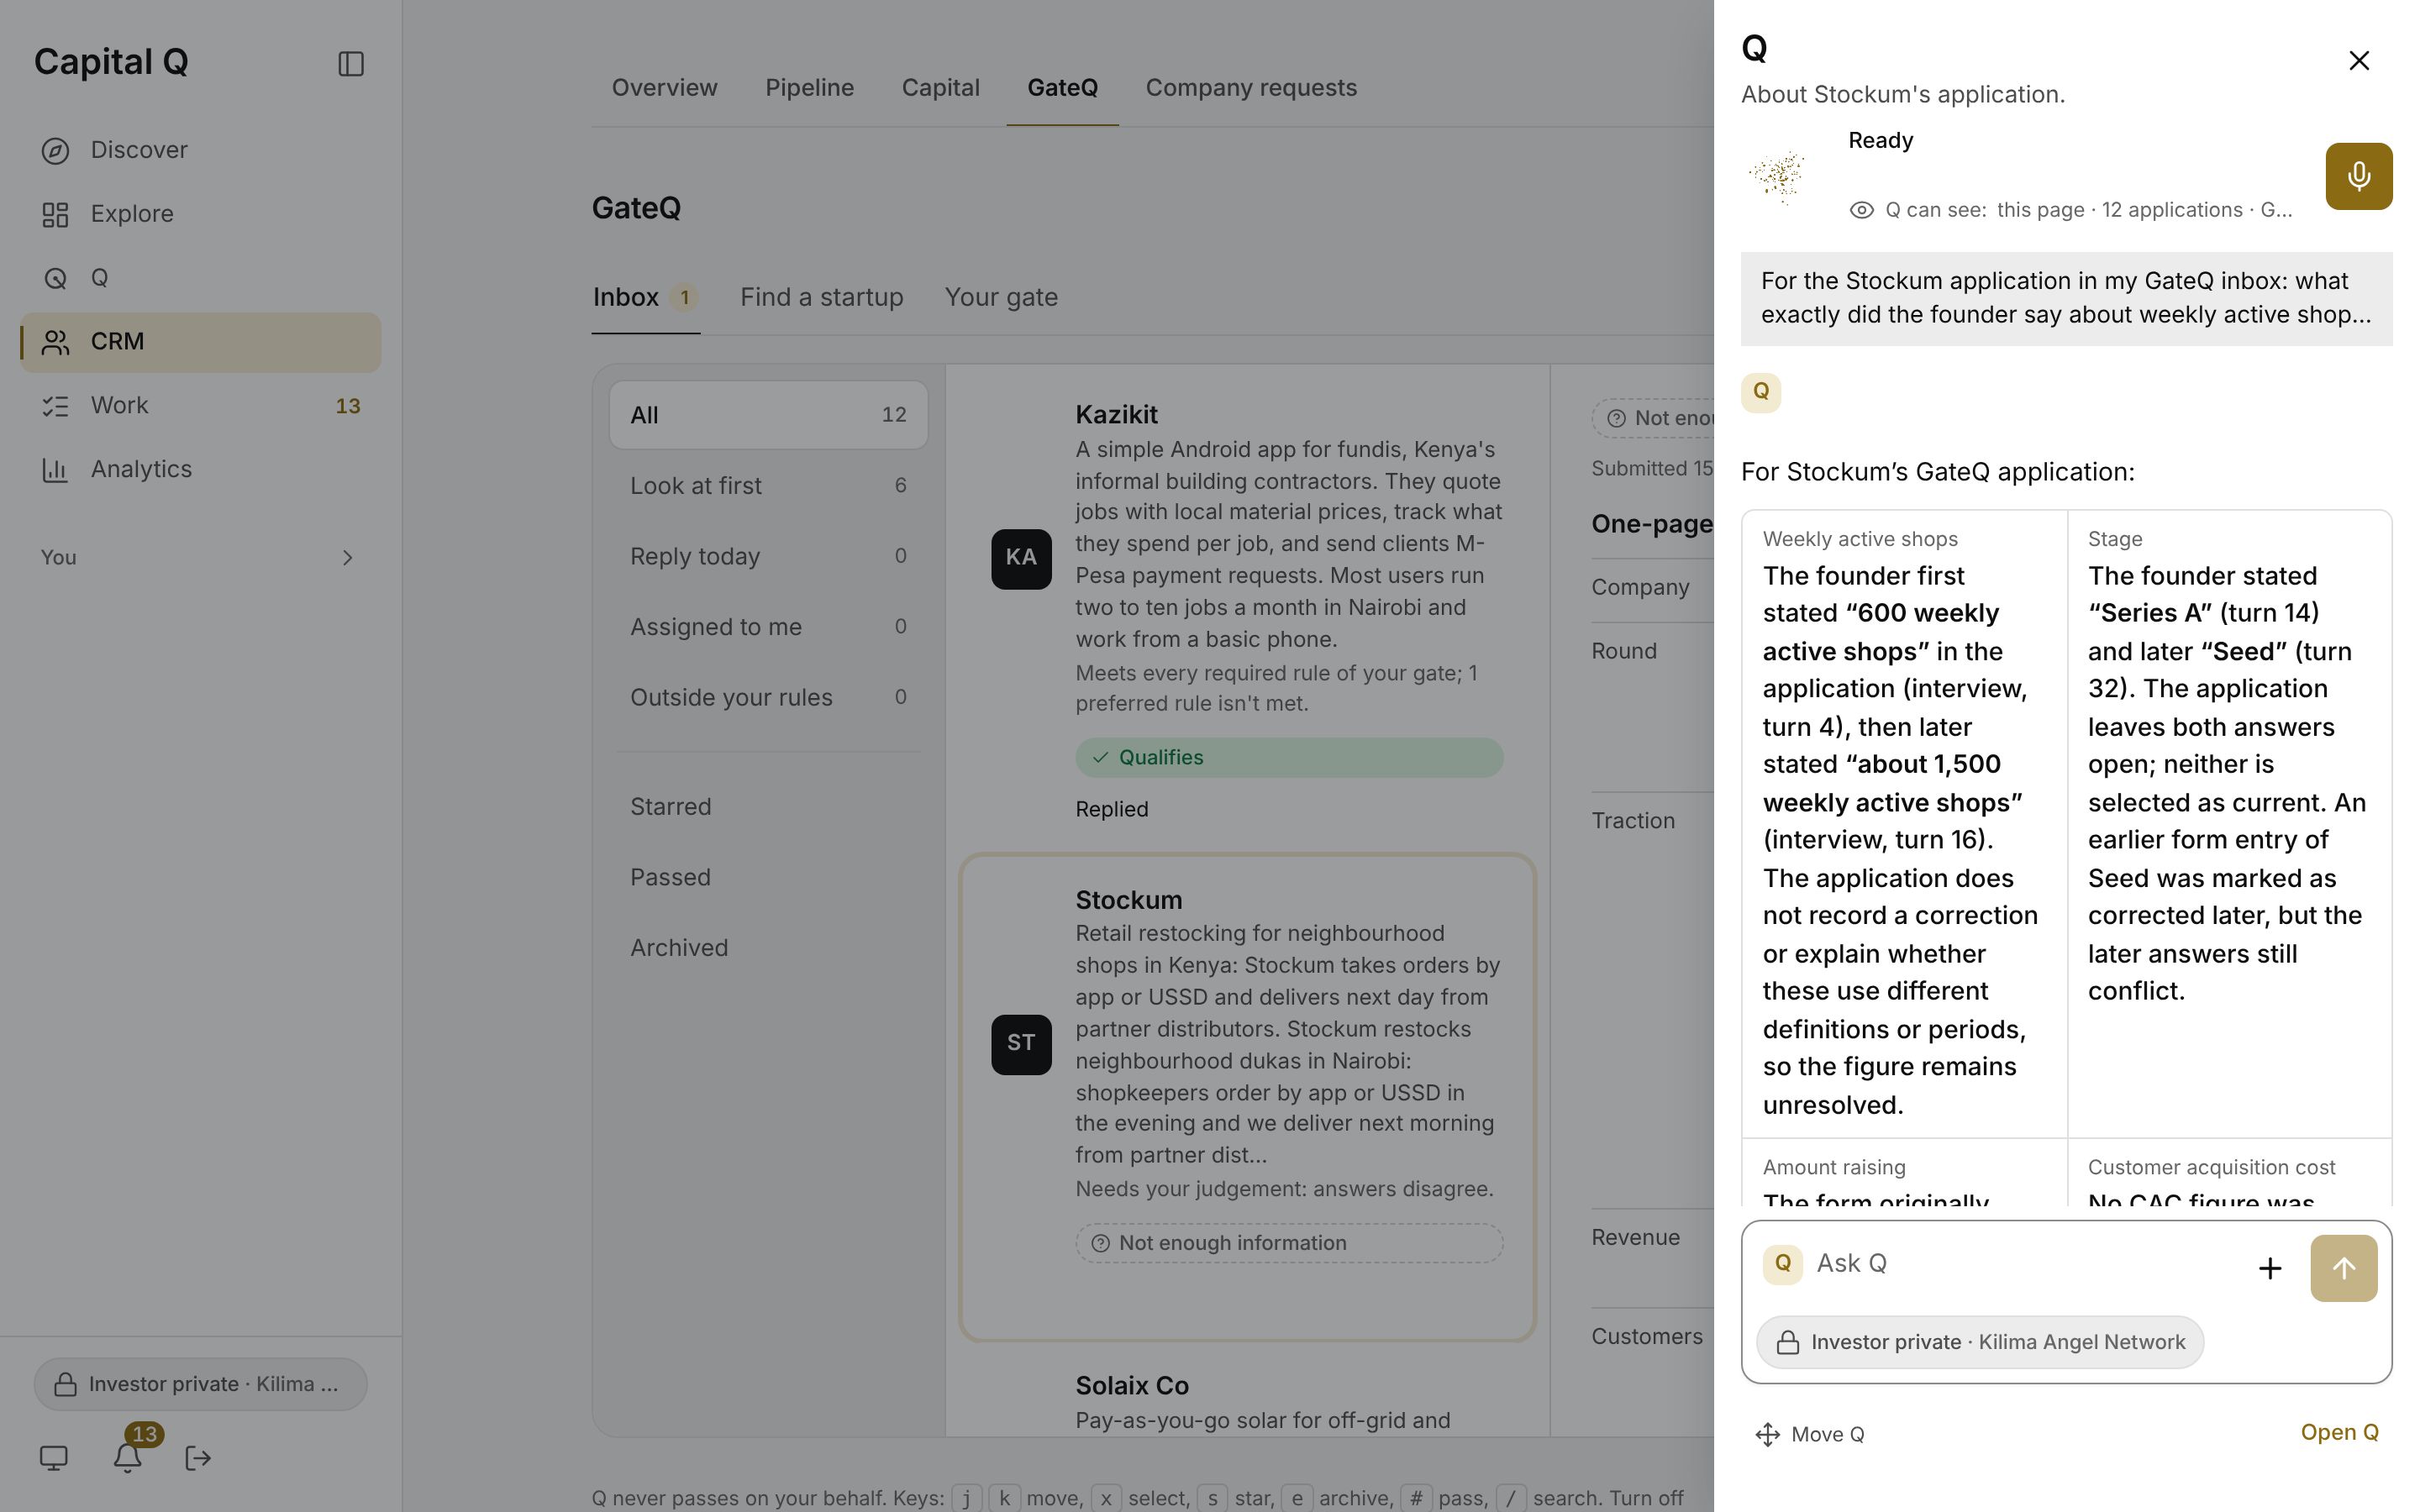 Capital Q
Discover
Explore
Q
CRM
Work 13
Analytics
You
Investor private · Kilima ...
13
Overview Pipeline Capital GateQ Company requests
GateQ
Inbox 1 Find a startup Your gate
All 12
Look at first 6
Reply today 0
Assigned to me 0
Outside your rules 0
Starred
Passed
Archived
KA
Kazikit
A simple Android app for fundis, Kenya's
informal building contractors. They quote
jobs with local material prices, track what
they spend per job, and send clients M-
Pesa payment requests. Most users run
two to ten jobs a month in Nairobi and
work from a basic phone.
Meets every required rule of your gate; 1
preferred rule isn't met.
Qualifies
Replied
ST
Stockum
Retail restocking for neighbourhood
shops in Kenya: Stockum takes orders by
app or USSD and delivers next day from
partner distributors. Stockum restocks
neighbourhood dukas in Nairobi:
shopkeepers order by app or USSD in
the evening and we deliver next morning
from partner dist...
Needs your judgement: answers disagree.
Not enough information
Solaix Co
Pay-as-you-go solar for off-grid and
Not enou
Submitted 15
One-page
Company
Round
Traction
Revenue
Customers
Q never passes on your behalf. Keys: j k move, x select, s star, e archive, # pass, / search. Turn off
Q
About Stockum's application.
Ready
Q can see: this page · 12 applications · G...
For the Stockum application in my GateQ inbox: what
exactly did the founder say about weekly active shop...
Q
For Stockum’s GateQ application:
Weekly active shops
The founder first
stated “600 weekly
active shops” in the
application (interview,
turn 4), then later
stated “about 1,500
weekly active shops”
(interview, turn 16).
The application does
not record a correction
or explain whether
these use different
definitions or periods,
so the figure remains
unresolved.
Stage
The founder stated
“Series A” (turn 14)
and later “Seed” (turn
32). The application
leaves both answers
open; neither is
selected as current. An
earlier form entry of
Seed was marked as
corrected later, but the
later answers still
conflict.
Amount raising
The form originally
Customer acquisition cost
No CAC figure was
Q Ask Q
Investor private · Kilima Angel Network
Move Q
Open Q